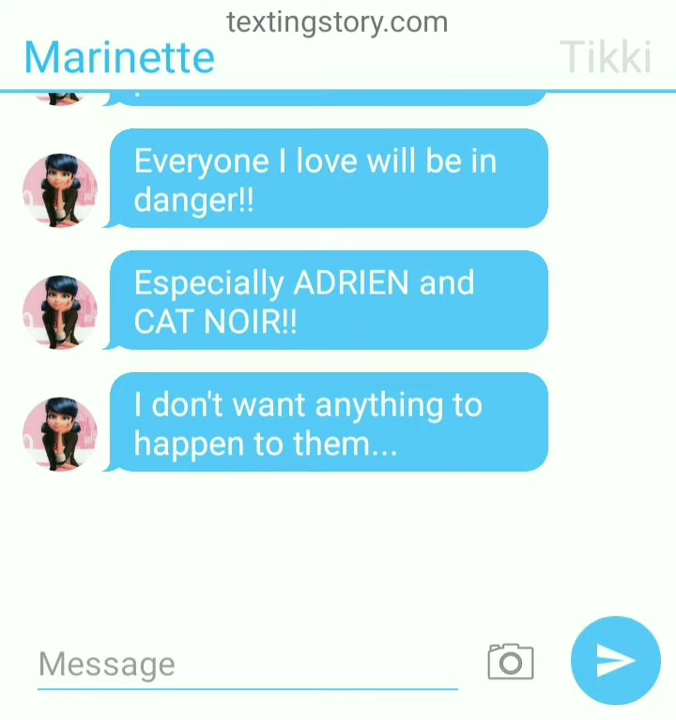 textingstory.com
Marinette
Tikki
Everyone I love will be in
danger!!
Especially ADRIEN and
CAT NOIR!!
I don't want anything to
happen to them...
Message